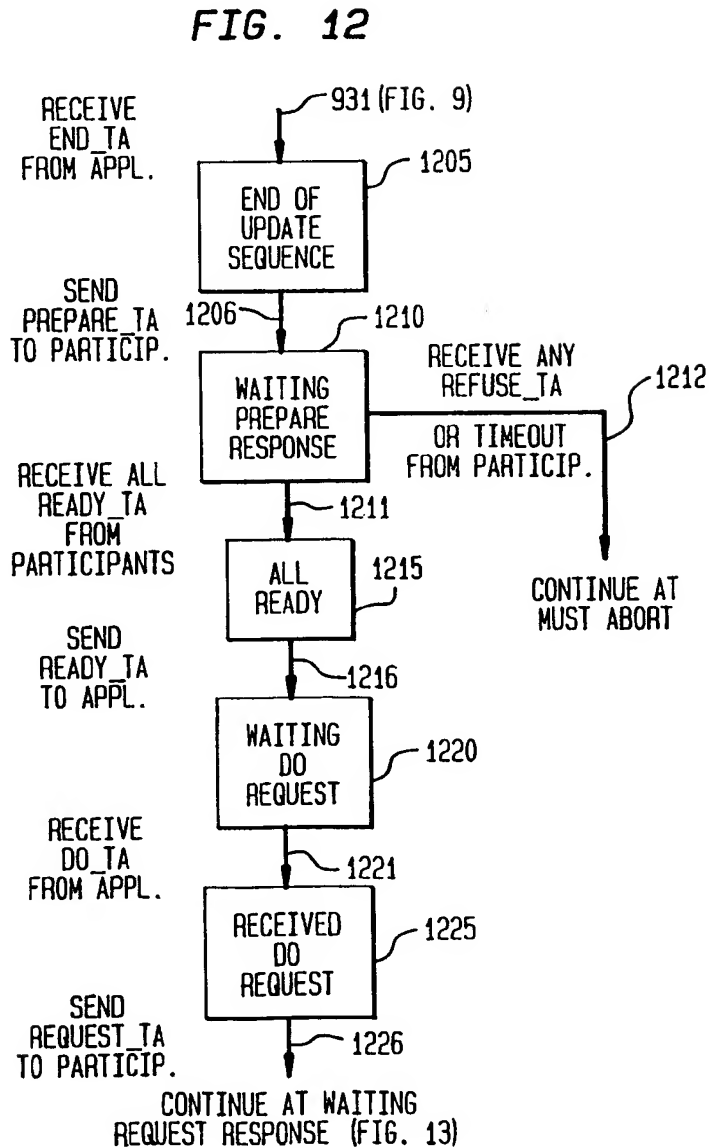 FIG. 12
931 (FIG. 9)
RECEIVE
END_TA
FROM APPL.
1205
END OF
UPDATE
SEQUENCE
SEND
PREPARE_TA
TO PARTICIP.
1206
1210
WAITING
PREPARE
RESPONSE
RECEIVE ANY
REFUSE_TA
1212
OR TIMEOUT
FROM PARTICIP.
RECEIVE ALL
READY_TA
FROM
PARTICIPANTS
1211
CONTINUE AT
MUST ABORT
ALL
READY
1215
SEND
READY_TA
TO APPL.
1216
WAITING
DO
REQUEST
1220
RECEIVE
DO_TA
FROM APPL.
1221
RECEIVED
DO
REQUEST
1225
SEND
REQUEST_TA
TO PARTICIP.
1226
CONTINUE AT WAITING
REQUEST RESPONSE (FIG. 13)